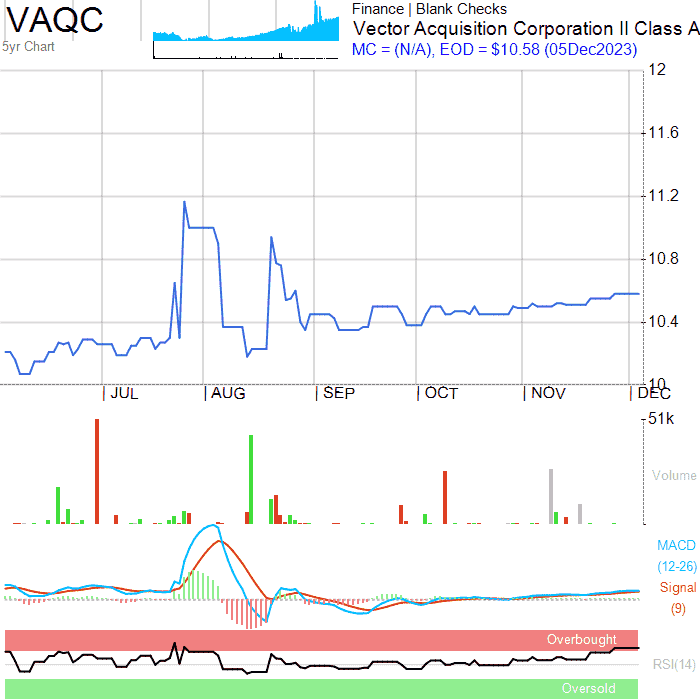 VAQC
5yr Chart
Finance | Blank Checks
Vector Acquisition Corporation II Class A
MC = (N/A), EOD = $10.58 (05Dec2023)
12
11.6
11.2
10.8
10.4
10
JUL AUG SEP OCT NOV DEC
51k
Volume
MACD
(12-26)
Signal
(9)
Overbought
RSI(14)
Oversold